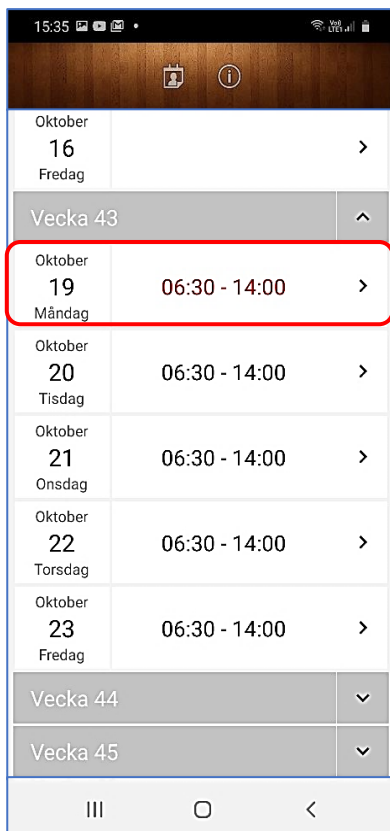 15:35
Vo))
LTE1
Oktober
16
Fredag
Vecka 43
Oktober
19
Måndag
06:30 - 14:00
Oktober
20
Tisdag
06:30 - 14:00
Oktober
21
Onsdag
06:30 - 14:00
Oktober
22
Torsdag
06:30 - 14:00
Oktober
23
Fredag
06:30 - 14:00
Vecka 44
Vecka 45